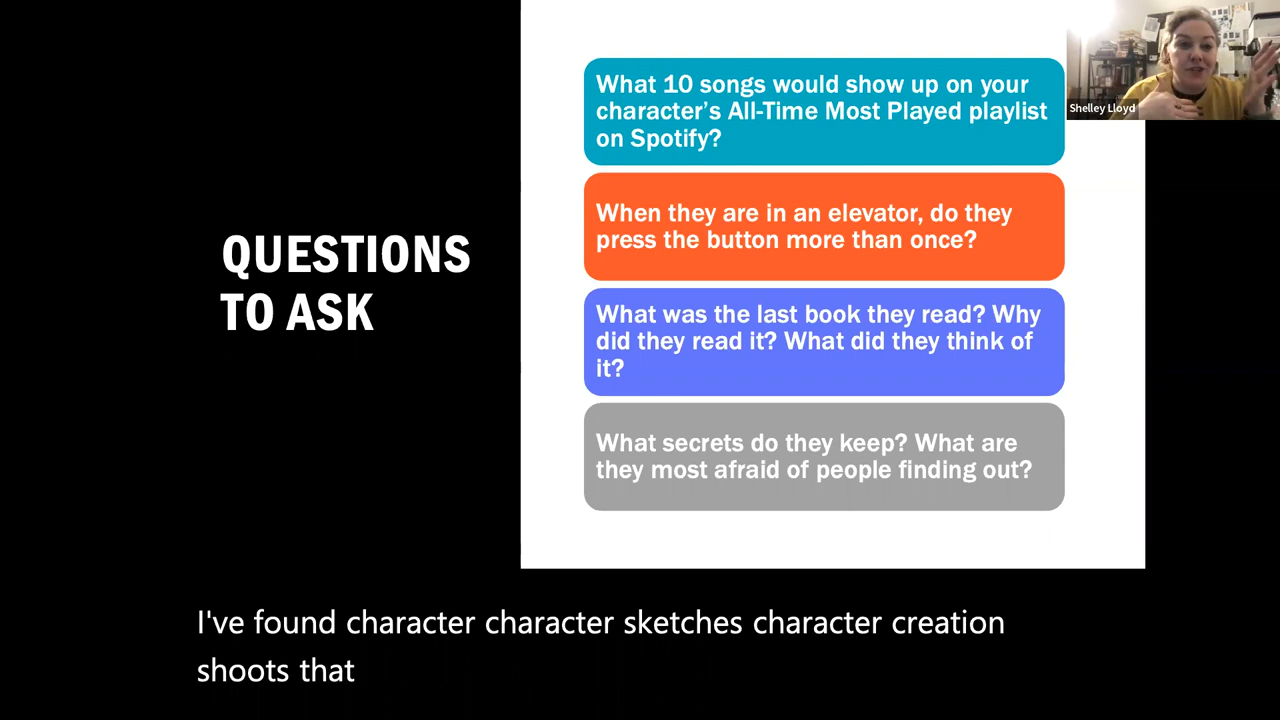 QUESTIONS
TO ASK
What 10 songs would show up on your
character’s All-Time Most Played playlist
on Spotify?
When they are in an elevator, do they
press the button more than once?
What was the last book they read? Why
did they read it? What did they think of
it?
What secrets do they keep? What are
they most afraid of people finding out?
Shelley Lloyd
I've found character character sketches character creation
shoots that